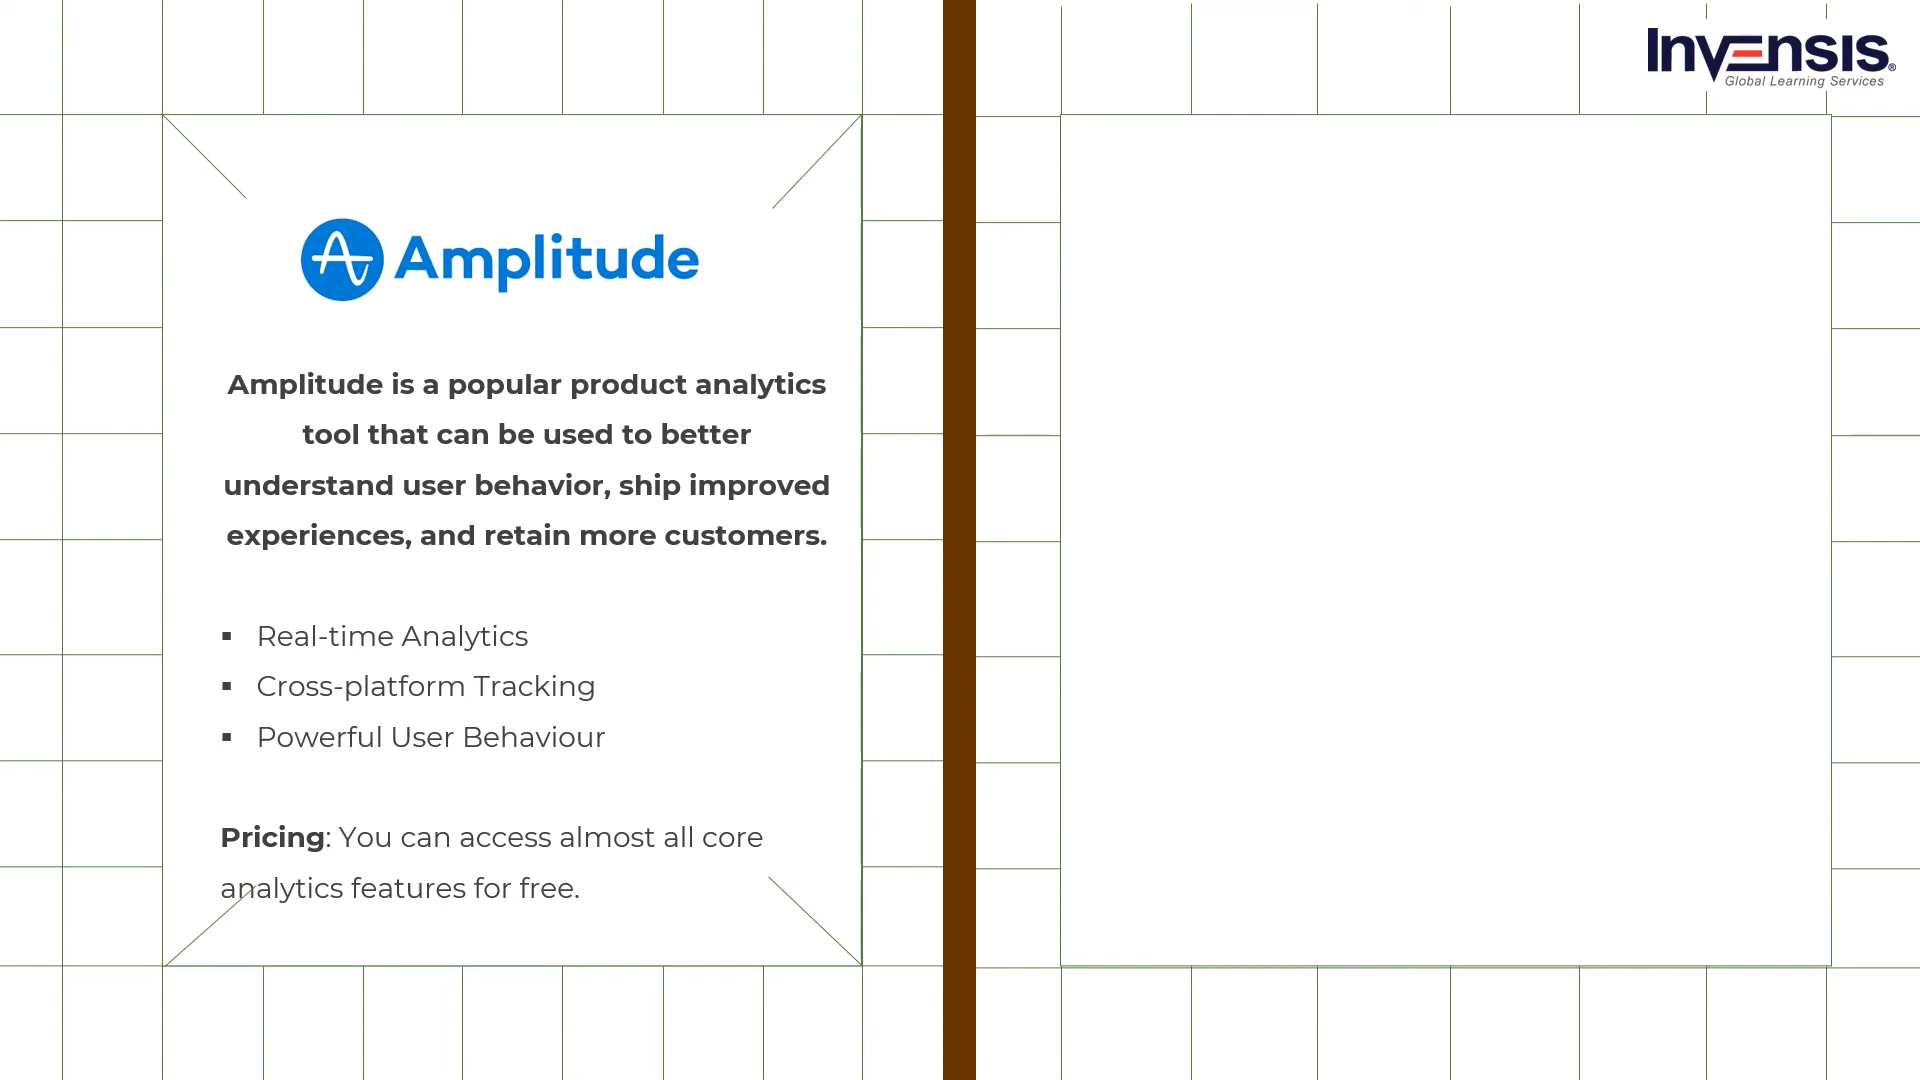 Invensis®
Global Learning Services
Amplitude
Amplitude is a popular product analytics
tool that can be used to better
understand user behavior, ship improved
experiences, and retain more customers.
▪ Real-time Analytics
▪ Cross-platform Tracking
▪ Powerful User Behaviour
Pricing: You can access almost all core
analytics features for free.